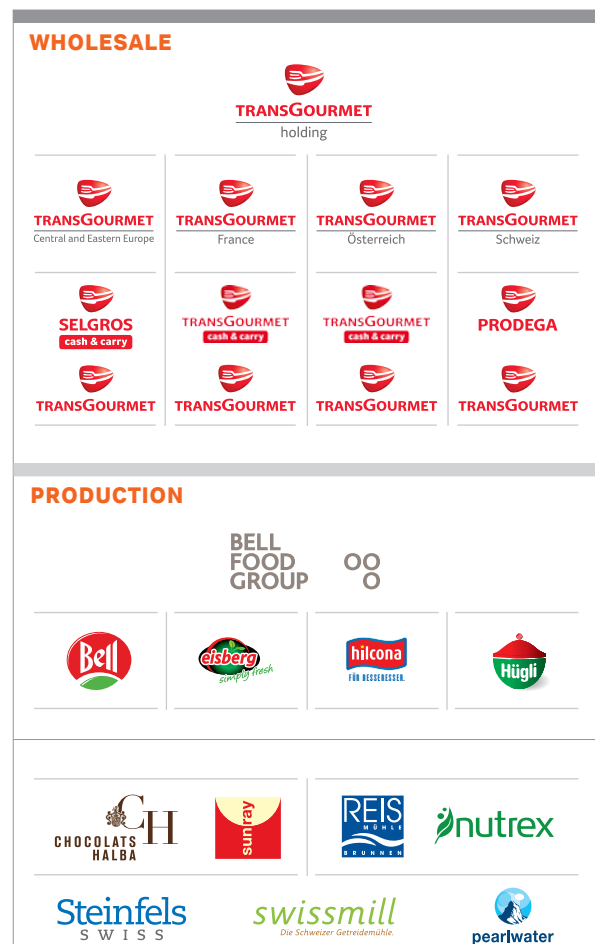 WHOLESALE
TRANSGOURMET
holding
TRANSGOURMET
Central and Eastern Europe
TRANSGOURMET
France
TRANSGOURMET
Österreich
TRANSGOURMET
Schweiz
SELGROS
cash & carry
TRANSGOURMET
cash & carry
TRANSGOURMET
cash & carry
PRODEGA
TRANSGOURMET
TRANSGOURMET
TRANSGOURMET
TRANSGOURMET
PRODUCTION
BELL
FOOD
GROUP
Bell
eisberg
simply fresh
hilcona
FÜR BESSERESSER.
Hügli
CH
CHOCOLATS
HALBA
sunray
REIS
MÜHLE
BRUNNEN
nutrex
Steinfels
SWISS
swissmill
Die Schweizer Getreidemühle.
pearlwater